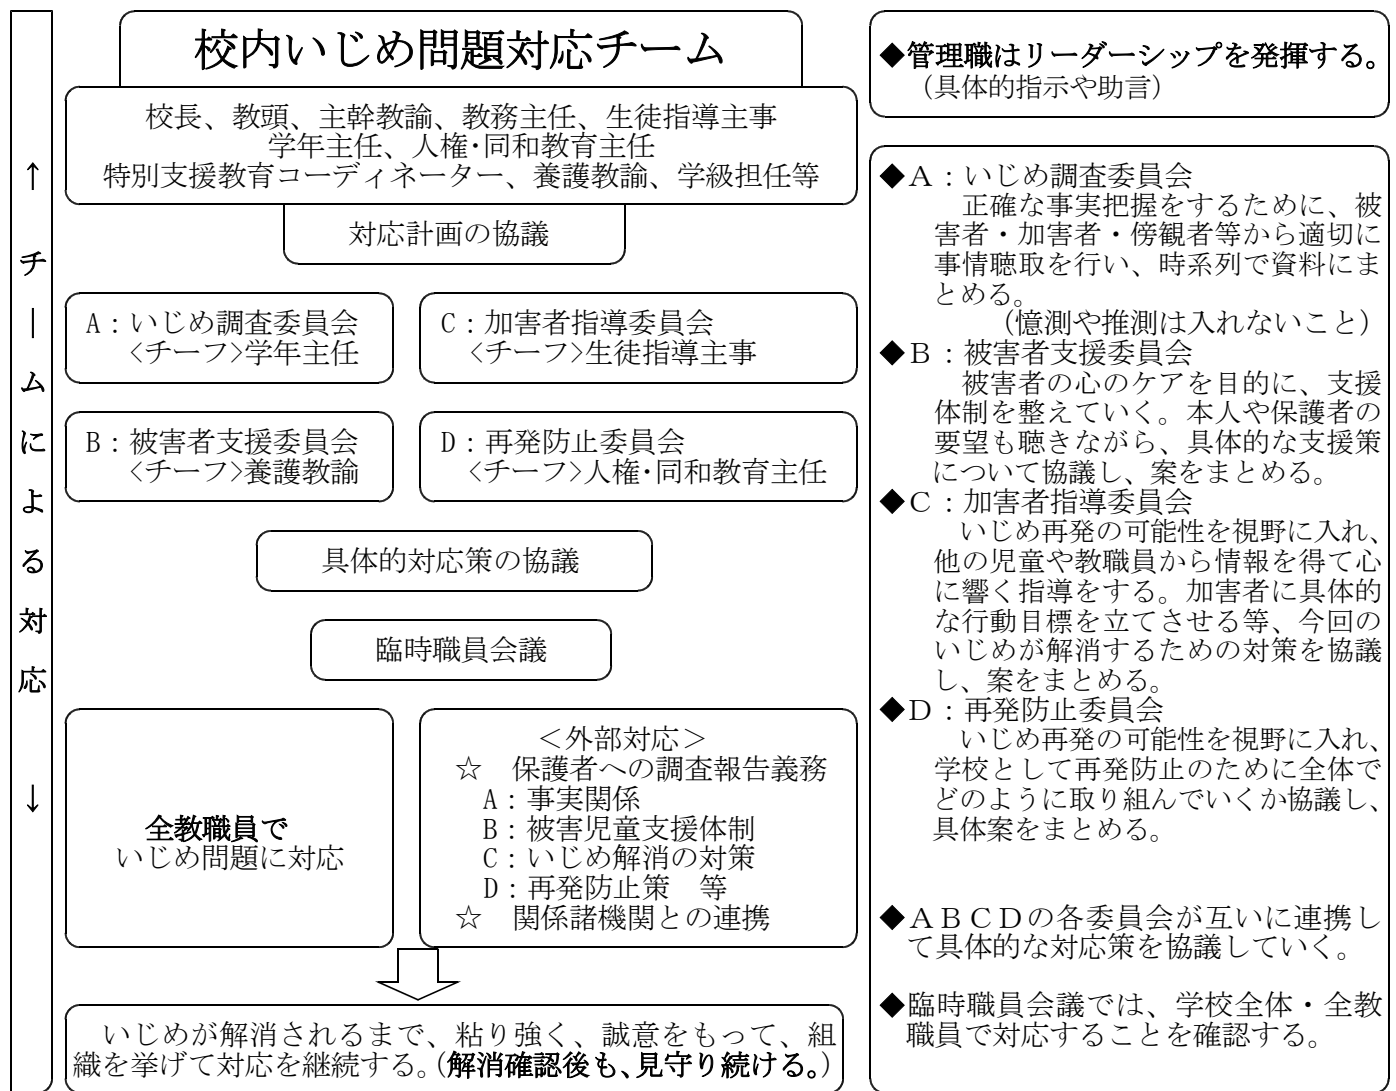 ↑
チ
｜
ム
に
よ
る
対
応
↓
校内いじめ問題対応チーム
校長、教頭、主幹教諭、教務主任、生徒指導主事
学年主任、人権･同和教育主任
特別支援教育コーディネーター、養護教諭、学級担任等
対応計画の協議
A：いじめ調査委員会
<チーフ>学年主任
C：加害者指導委員会
<チーフ>生徒指導主事
B：被害者支援委員会
<チーフ>養護教諭
D：再発防止委員会
<チーフ>人権･同和教育主任
具体的対応策の協議
臨時職員会議
全教職員で
いじめ問題に対応
＜外部対応＞
☆　保護者への調査報告義務
A：事実関係
B：被害児童支援体制
C：いじめ解消の対策
D：再発防止策　等
☆　関係諸機関との連携
いじめが解消されるまで、粘り強く、誠意をもって、組
織を挙げて対応を継続する。（解消確認後も、見守り続ける。）
◆管理職はリーダーシップを発揮する。
（具体的指示や助言）
◆Ａ：いじめ調査委員会
正確な事実把握をするために、被
害者・加害者・傍観者等から適切に
事情聴取を行い、時系列で資料にま
とめる。
（憶測や推測は入れないこと）
◆Ｂ：被害者支援委員会
被害者の心のケアを目的に、支援
体制を整えていく。本人や保護者の
要望も聴きながら、具体的な支援策
について協議し、案をまとめる。
◆Ｃ：加害者指導委員会
いじめ再発の可能性を視野に入れ、
他の児童や教職員から情報を得て心
に響く指導をする。加害者に具体的
な行動目標を立てさせる等、今回の
いじめが解消するための対策を協議
し、案をまとめる。
◆Ｄ：再発防止委員会
いじめ再発の可能性を視野に入れ、
学校として再発防止のために全体で
どのように取り組んでいくか協議し、
具体案をまとめる。
◆ＡＢＣＤの各委員会が互いに連携し
て具体的な対応策を協議していく。
◆臨時職員会議では、学校全体・全教
職員で対応することを確認する。